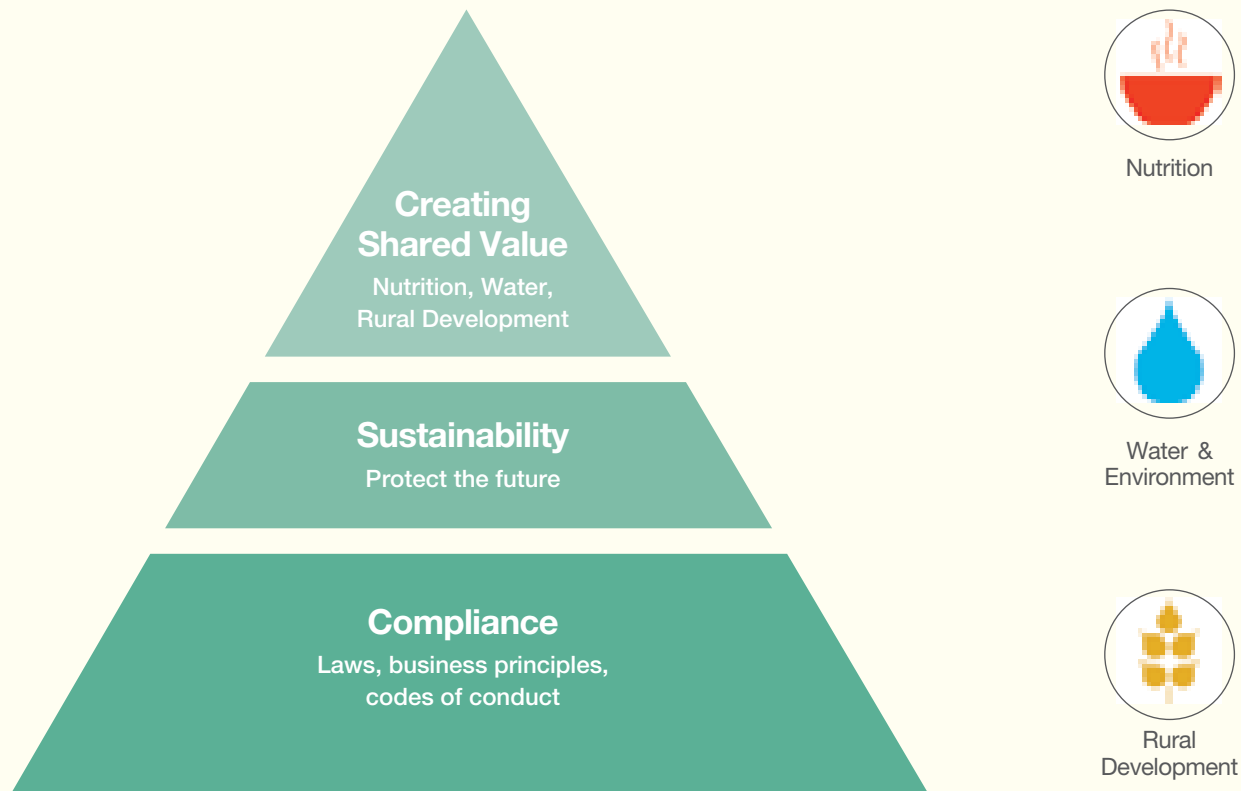 Creating
Shared Value
Nutrition, Water,
Rural Development
Sustainability
Protect the future
Compliance
Laws, business principles,
codes of conduct
Nutrition
Water &
Environment
Rural
Development